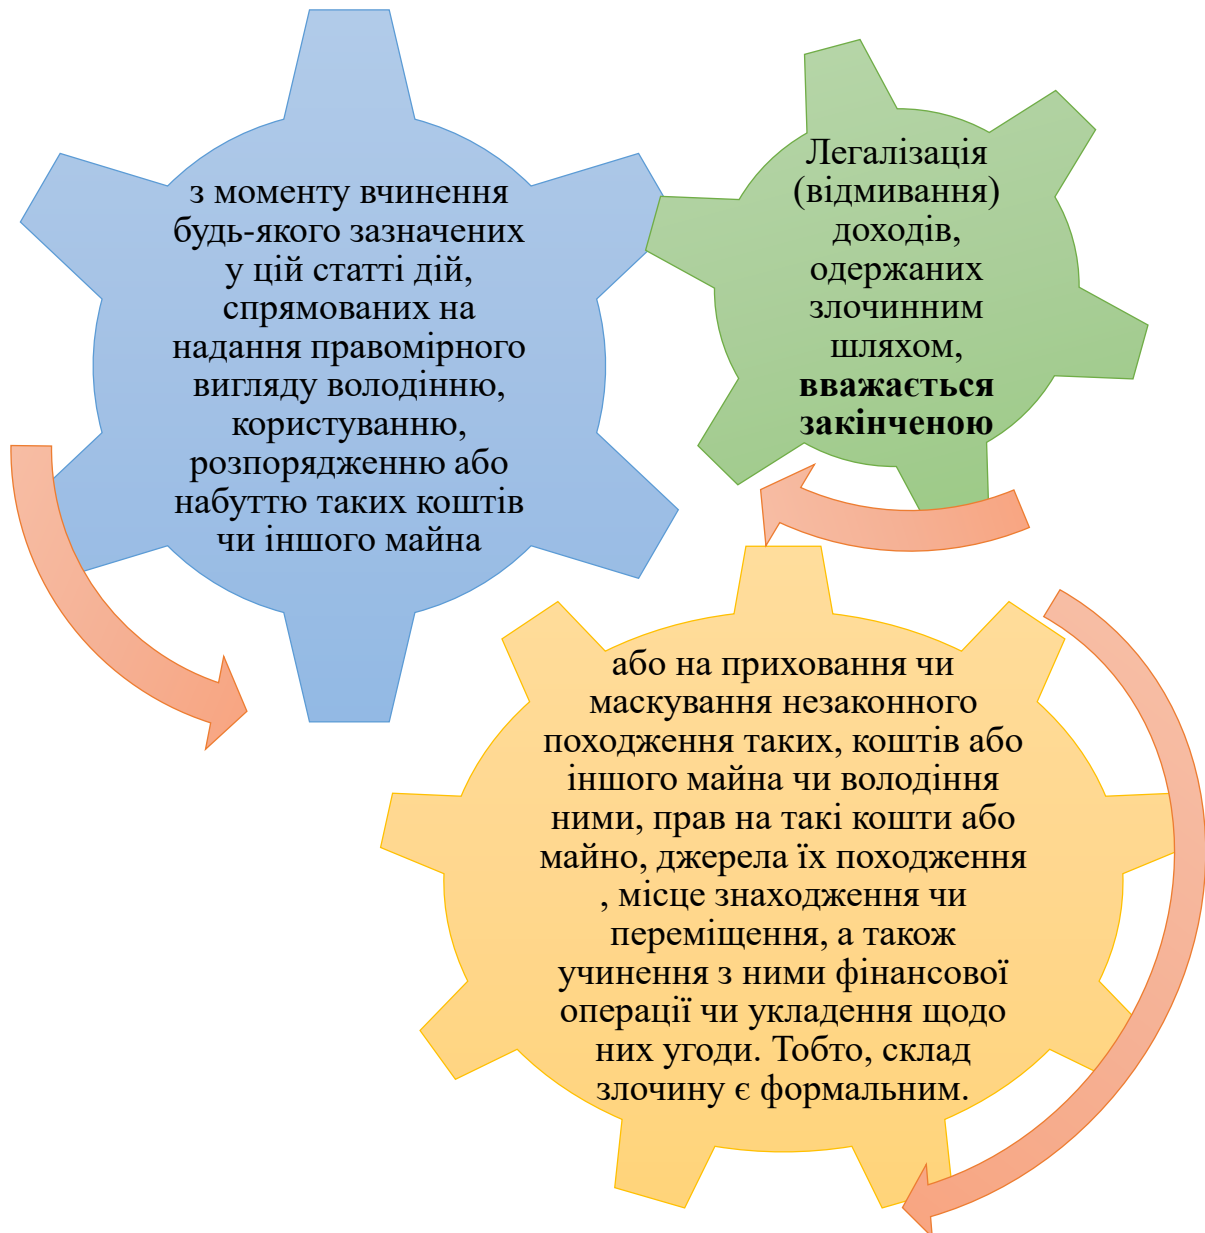 Легалізація
(відмивання)
доходів,
одержаних
злочинним
шляхом,
вважається
закінченою
з моменту вчинення
будь-якого зазначених
у цій статті дій,
спрямованих на
надання правомірного
вигляду володінню,
користуванню,
розпорядженню або
набуттю таких коштів
чи іншого майна
або на приховання чи
маскування незаконного
походження таких, коштів або
іншого майна чи володіння
ними, прав на такі кошти або
майно, джерела їх походження
, місце знаходження чи
переміщення, а також
учинення з ними фінансової
операції чи укладення щодо
них угоди. Тобто, склад
злочину є формальним.